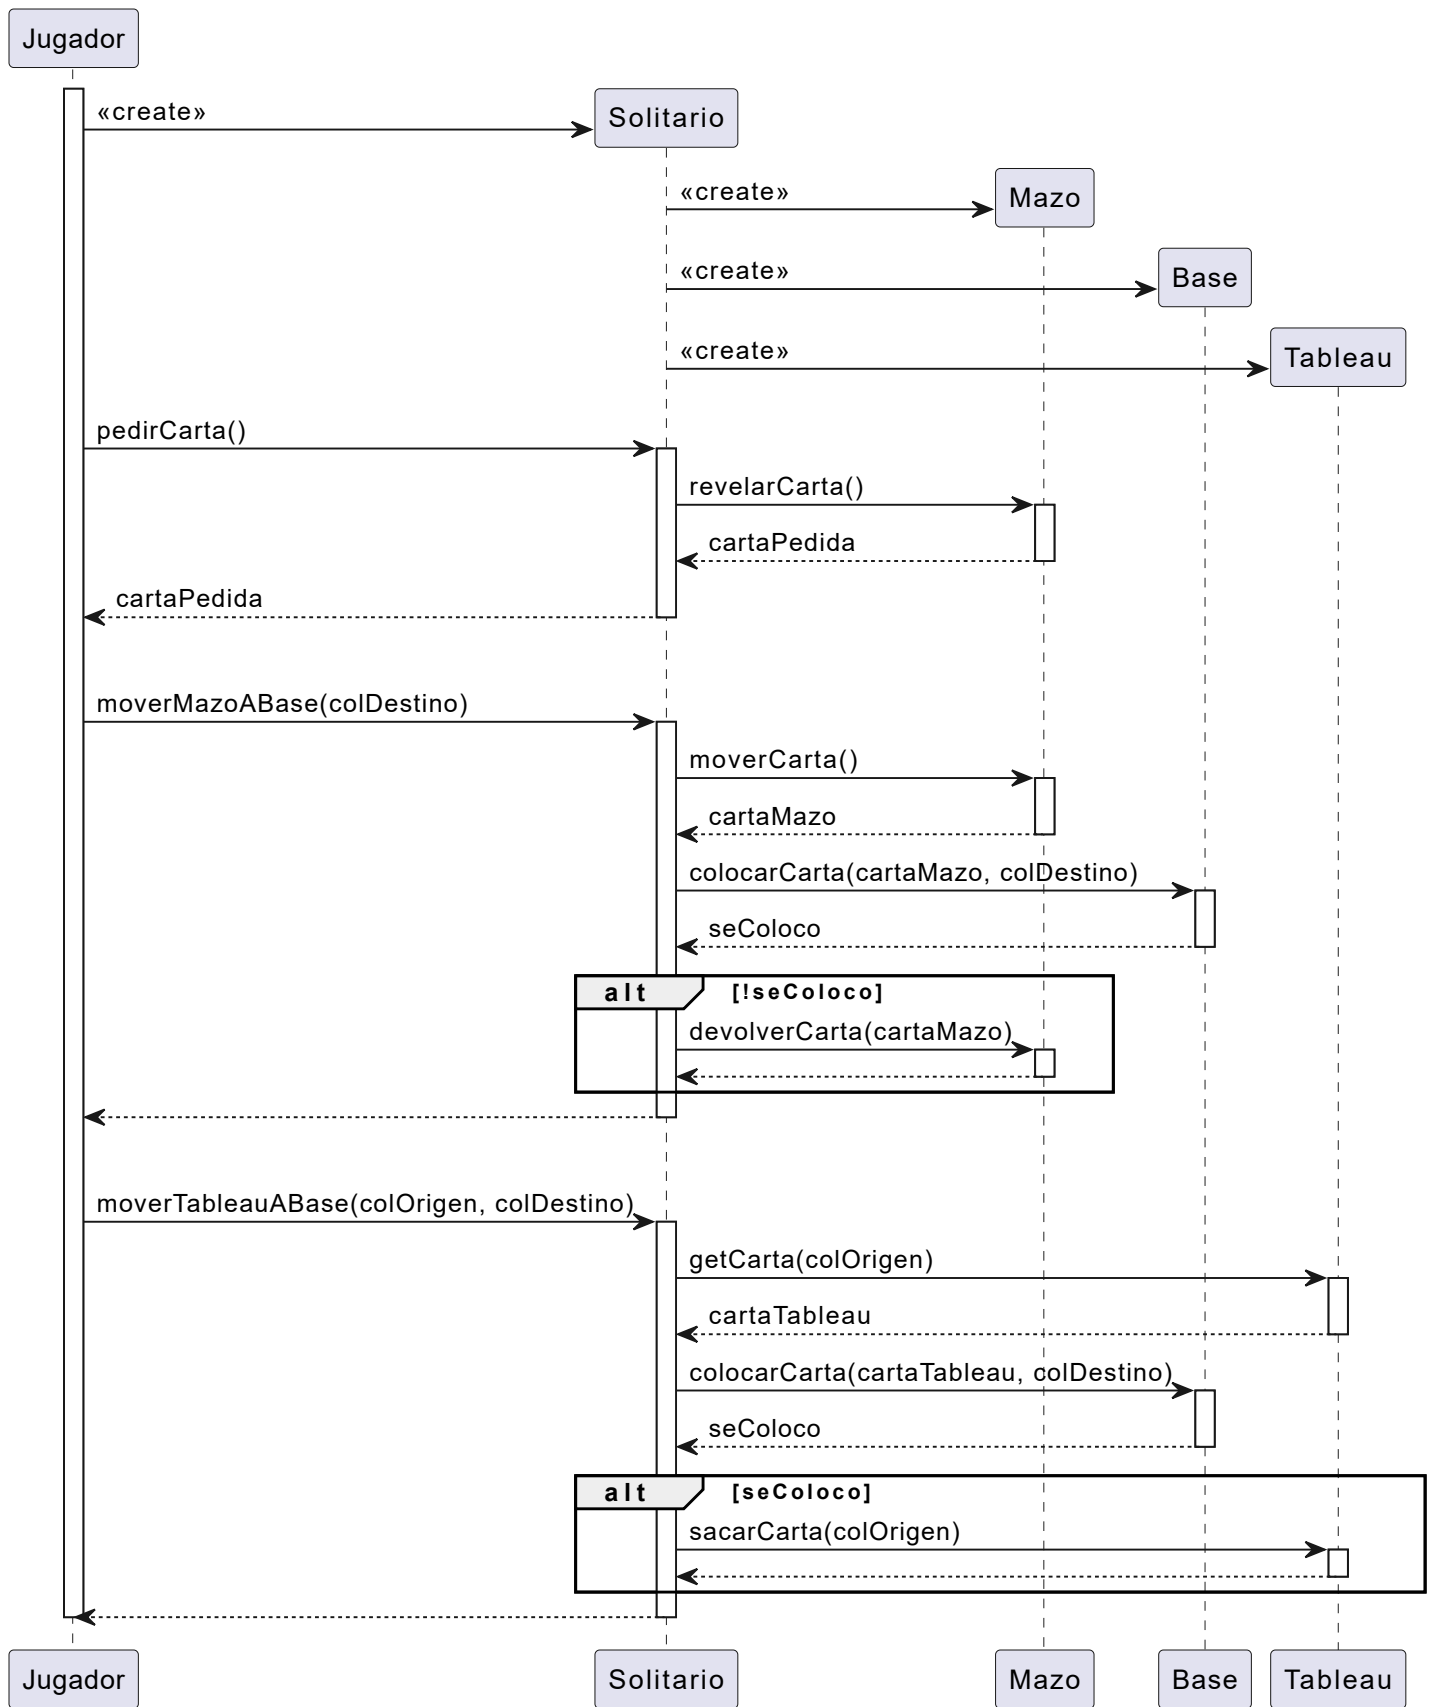 Jugador
«create»
Solitario
«create»
Mazo
«create»
Base
«create»
Tableau
pedirCarta()
revelarCarta()
cartaPedida
cartaPedida
moverMazoABase(colDestino)
moverCarta()
cartaMazo
colocarCarta(cartaMazo, colDestino)
seColoco
alt [!seColoco]
devolverCarta(cartaMazo)
moverTableauABase(colOrigen, colDestino)
getCarta(colOrigen)
cartaTableau
colocarCarta(cartaTableau, colDestino)
seColoco
alt [seColoco]
sacarCarta(colOrigen)
Jugador Solitario Mazo Base Tableau